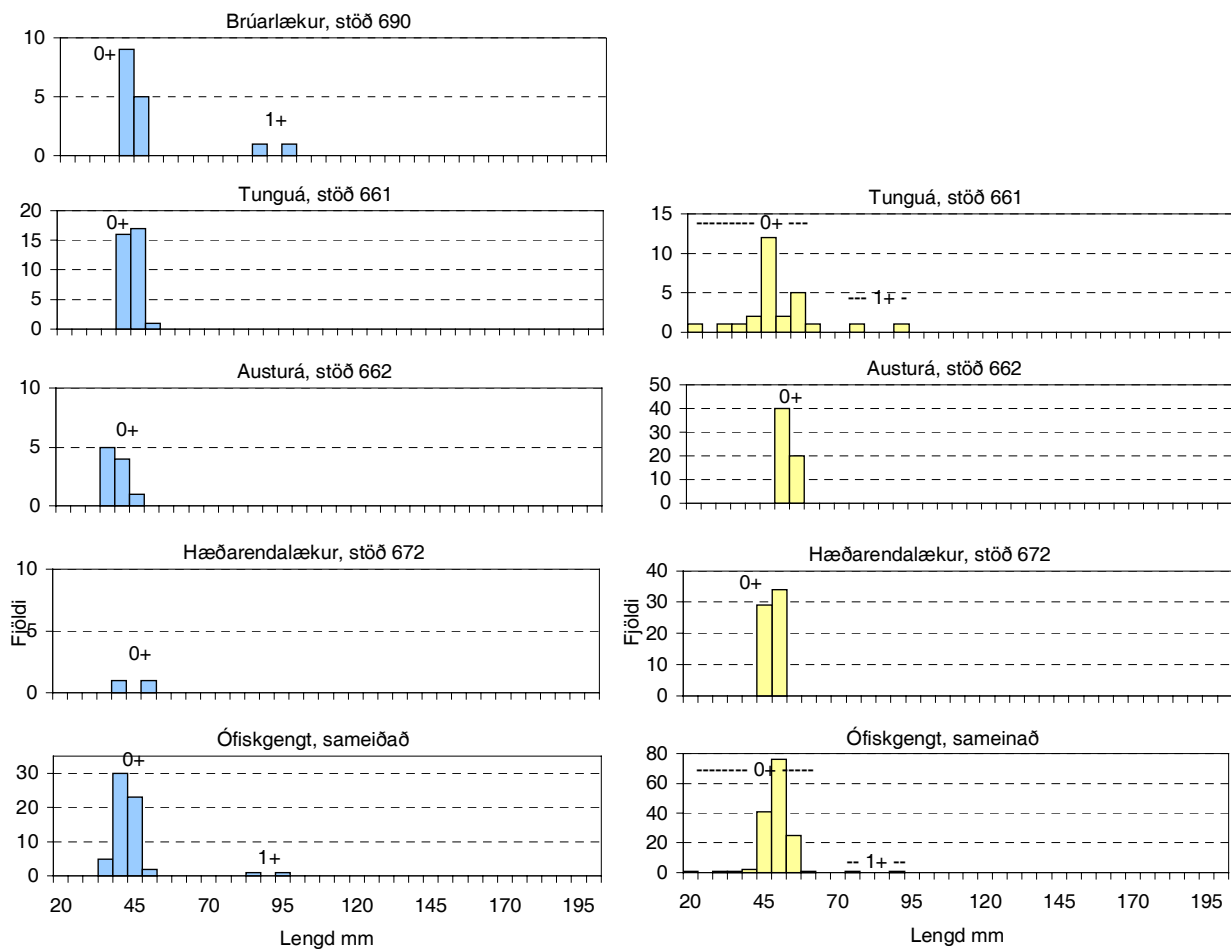 Brúarlækur, stöð 690
10
5
0
0+
1+
Tunguá, stöð 661
20
15
10
5
0
0+
Austurá, stöð 662
10
5
0
0+
Hæðarendalækur, stöð 672
10
5
0
Fjöldi
0+
Ófiskgengt, sameiðað
30
20
10
0
0+
1+
20 45 70 95 120 145 170 195
Lengd mm
Tunguá, stöð 661
15
10
5
0
--------- 0+ ---
--- 1+ -
Austurá, stöð 662
50
40
30
20
10
0
0+
Hæðarendalækur, stöð 672
40
30
20
10
0
Fjöldi
0+
Ófiskgengt, sameinað
80
60
40
20
0
------- 0+ -----
-- 1+ --
20 45 70 95 120 145 170 195
Lengd mm